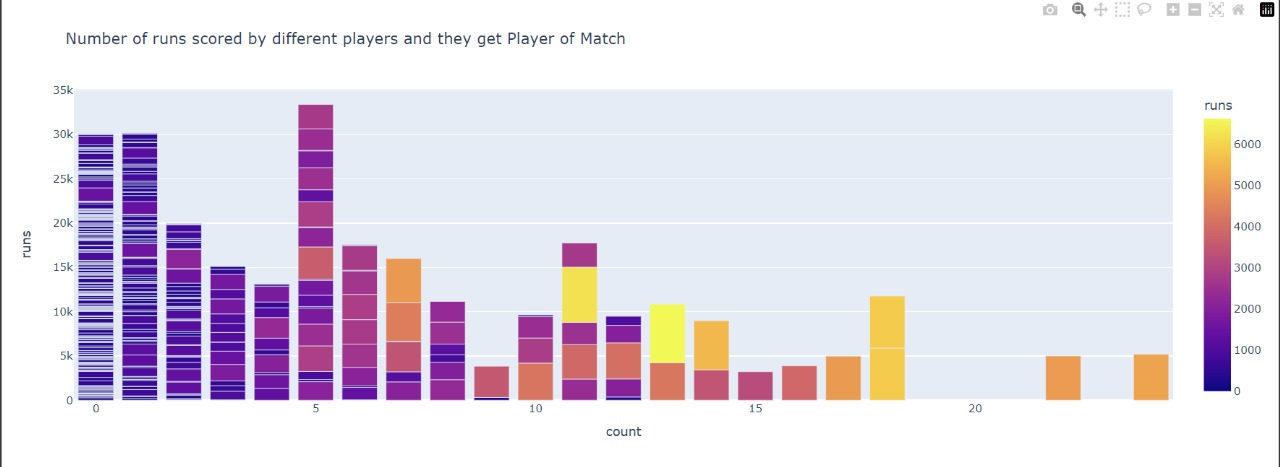 Number of runs scored by different players and they get Player of Match
runs
35k
30k
25k
20k
15k
10k
5k
0
0 5 10 15 20
count
runs
6000
5000
4000
3000
2000
1000
0